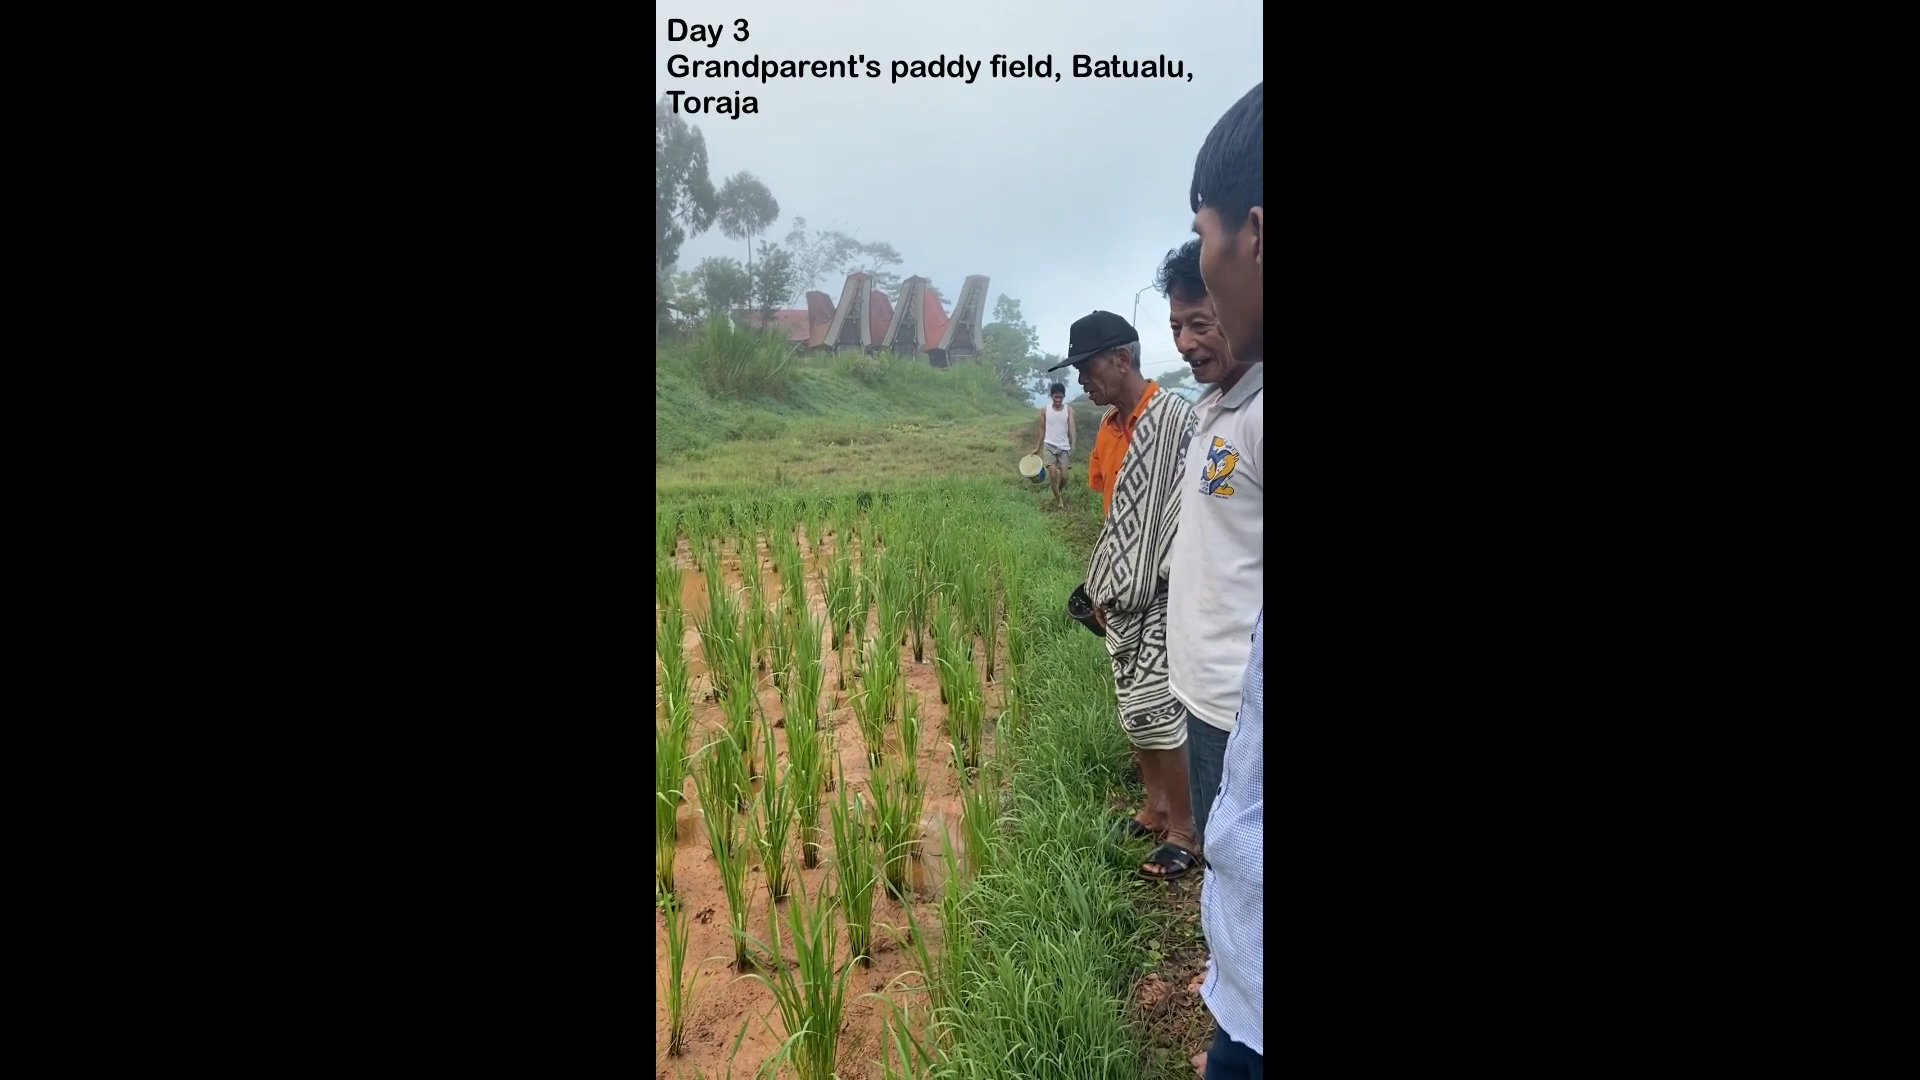 Day 3
Grandparent's paddy field, Batualu,
Toraja